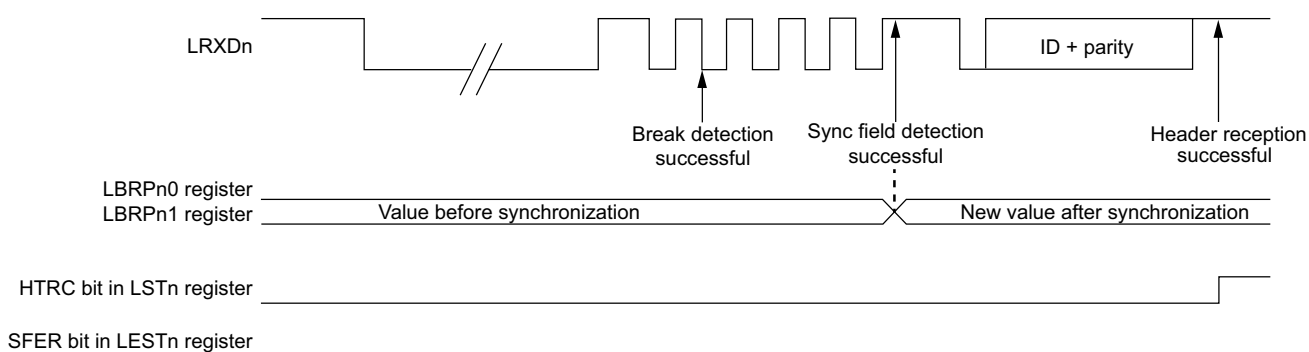 LRXDn
ID + parity
Break detection
successful
Sync field detection
successful
Header reception
successful
LBRPn0 register
LBRPn1 register
Value before synchronization
New value after synchronization
HTRC bit in LSTn register
SFER bit in LESTn register